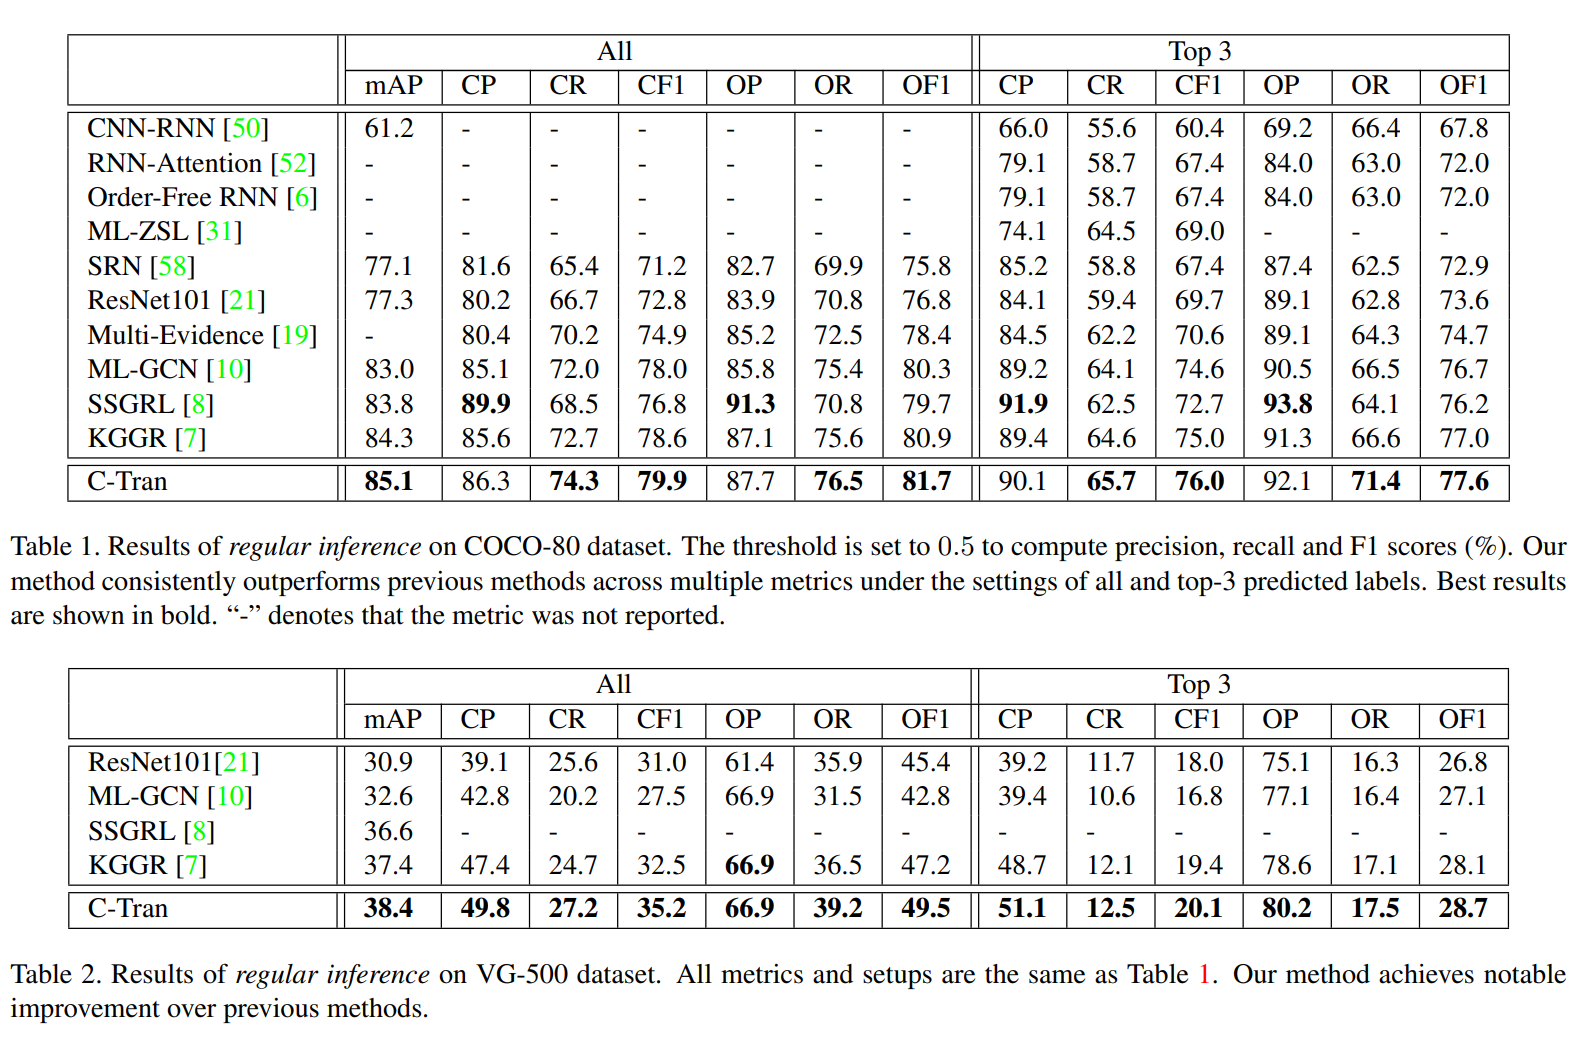 All Top 3
mAP CP CR CF1 OP OR OF1 CP CR CF1 OP OR OF1
CNN-RNN [50] 61.2 - - - - - - 66.0 55.6 60.4 69.2 66.4 67.8
RNN-Attention [52] - - - - - - - 79.1 58.7 67.4 84.0 63.0 72.0
Order-Free RNN [6] - - - - - - - 79.1 58.7 67.4 84.0 63.0 72.0
ML-ZSL [31] - - - - - - - 74.1 64.5 69.0 - - -
SRN [58] 77.1 81.6 65.4 71.2 82.7 69.9 75.8 85.2 58.8 67.4 87.4 62.5 72.9
ResNet101 [21] 77.3 80.2 66.7 72.8 83.9 70.8 76.8 84.1 59.4 69.7 89.1 62.8 73.6
Multi-Evidence [19] - 80.4 70.2 74.9 85.2 72.5 78.4 84.5 62.2 70.6 89.1 64.3 74.7
ML-GCN [10] 83.0 85.1 72.0 78.0 85.8 75.4 80.3 89.2 64.1 74.6 90.5 66.5 76.7
SSGRL [8] 83.8 89.9 68.5 76.8 91.3 70.8 79.7 91.9 62.5 72.7 93.8 64.1 76.2
KGGR [7] 84.3 85.6 72.7 78.6 87.1 75.6 80.9 89.4 64.6 75.0 91.3 66.6 77.0
C-Tran 85.1 86.3 74.3 79.9 87.7 76.5 81.7 90.1 65.7 76.0 92.1 71.4 77.6
Table 1. Results of regular inference on COCO-80 dataset. The threshold is set to 0.5 to compute precision, recall and F1 scores (%). Our
method consistently outperforms previous methods across multiple metrics under the settings of all and top-3 predicted labels. Best results
are shown in bold. “-” denotes that the metric was not reported.
All Top 3
mAP CP CR CF1 OP OR OF1 CP CR CF1 OP OR OF1
ResNet101[21] 30.9 39.1 25.6 31.0 61.4 35.9 45.4 39.2 11.7 18.0 75.1 16.3 26.8
ML-GCN [10] 32.6 42.8 20.2 27.5 66.9 31.5 42.8 39.4 10.6 16.8 77.1 16.4 27.1
SSGRL [8] 36.6 - - - - - - - - - - - -
KGGR [7] 37.4 47.4 24.7 32.5 66.9 36.5 47.2 48.7 12.1 19.4 78.6 17.1 28.1
C-Tran 38.4 49.8 27.2 35.2 66.9 39.2 49.5 51.1 12.5 20.1 80.2 17.5 28.7
Table 2. Results of regular inference on VG-500 dataset. All metrics and setups are the same as Table 1. Our method achieves notable
improvement over previous methods.